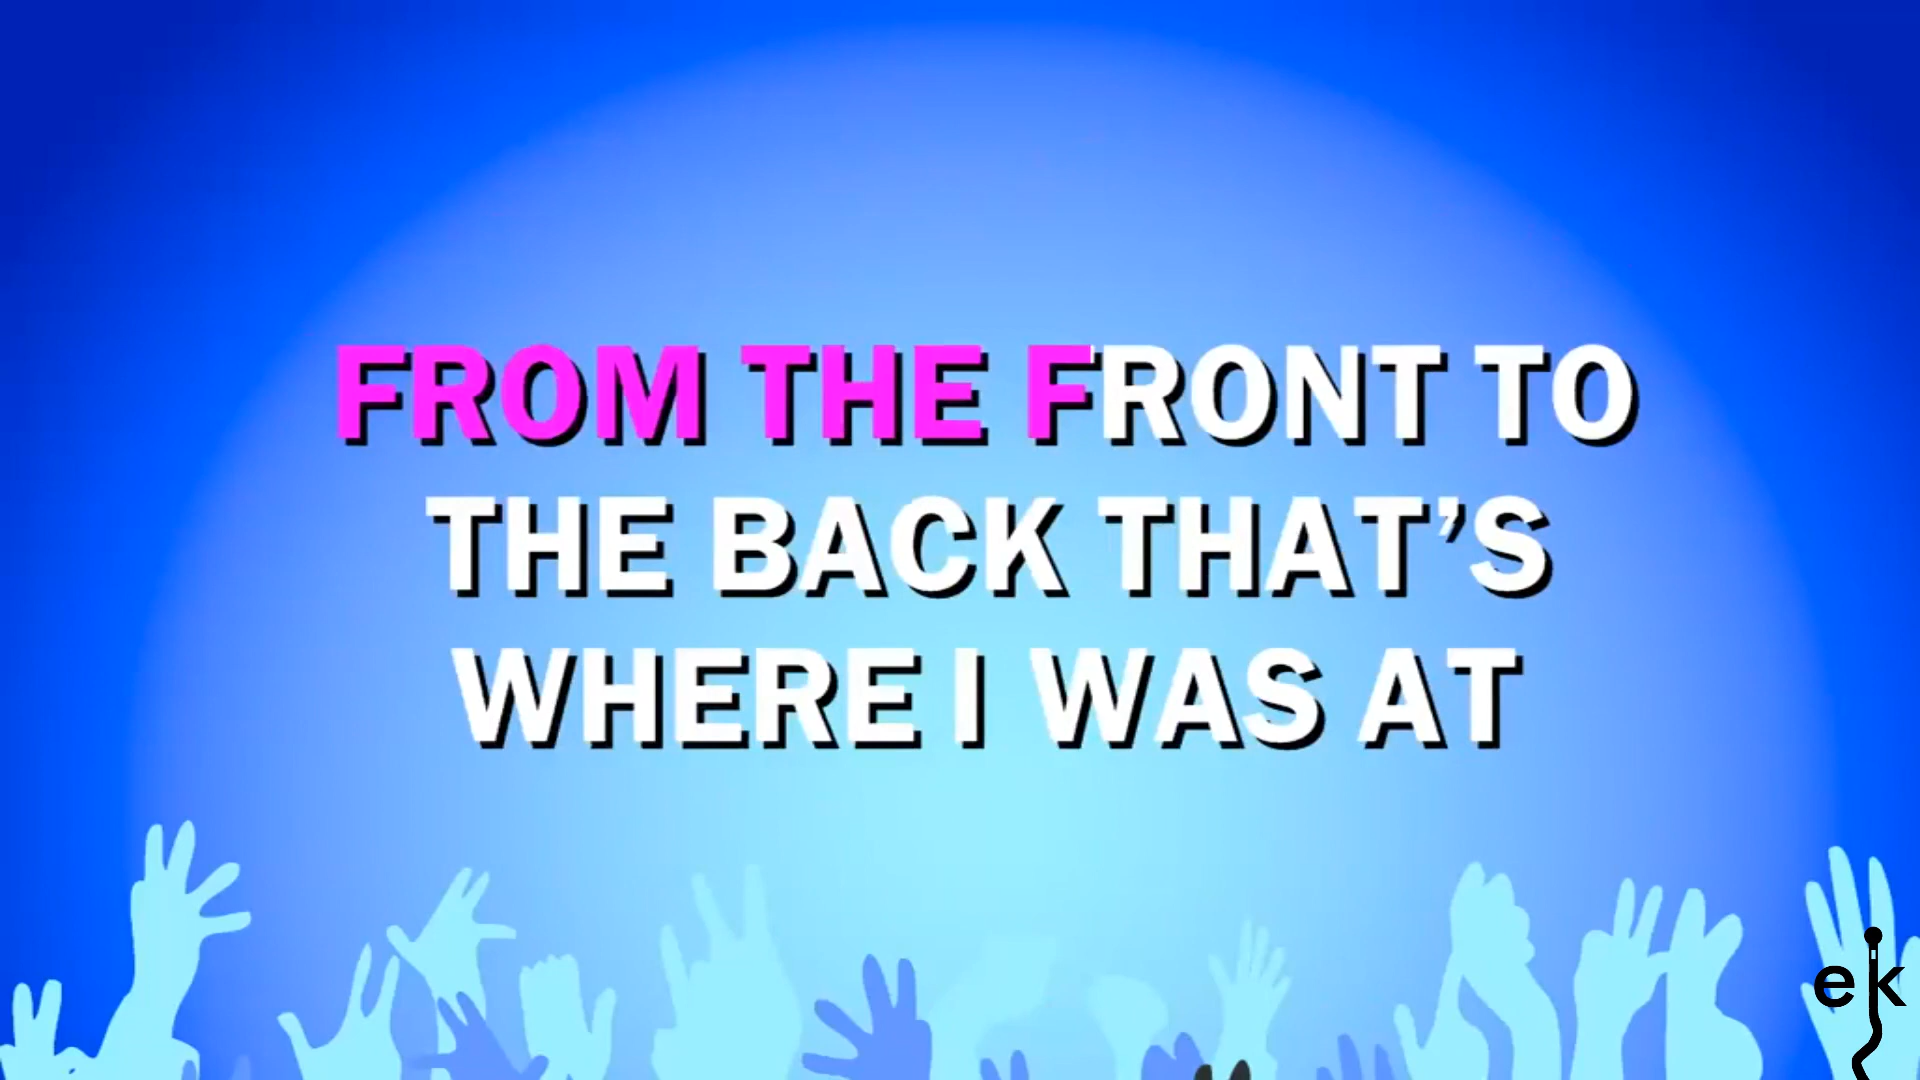 FROM THE FRONT TO
THE BACK THAT’S
WHERE I WAS AT
ek